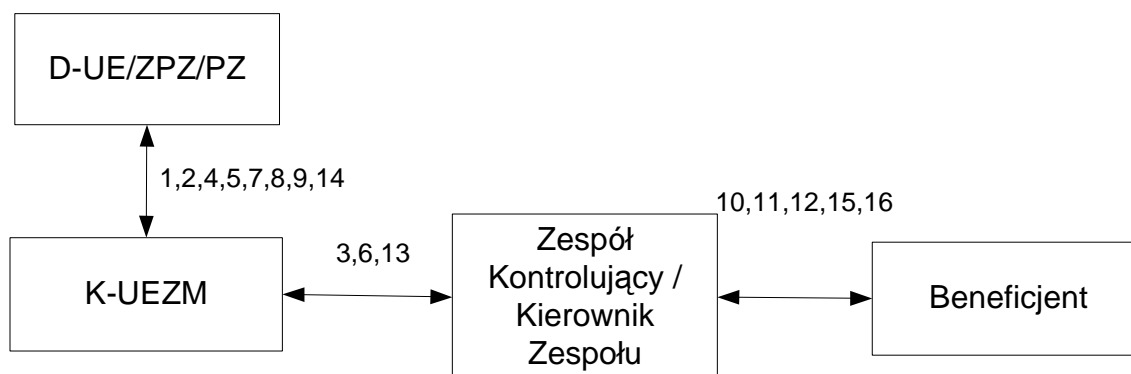 D-UE/ZPZ/PZ
1,2,4,5,7,8,9,14
K-UEZM
3,6,13
Zespół
Kontrolujący /
Kierownik
Zespołu
10,11,12,15,16
Beneficjent